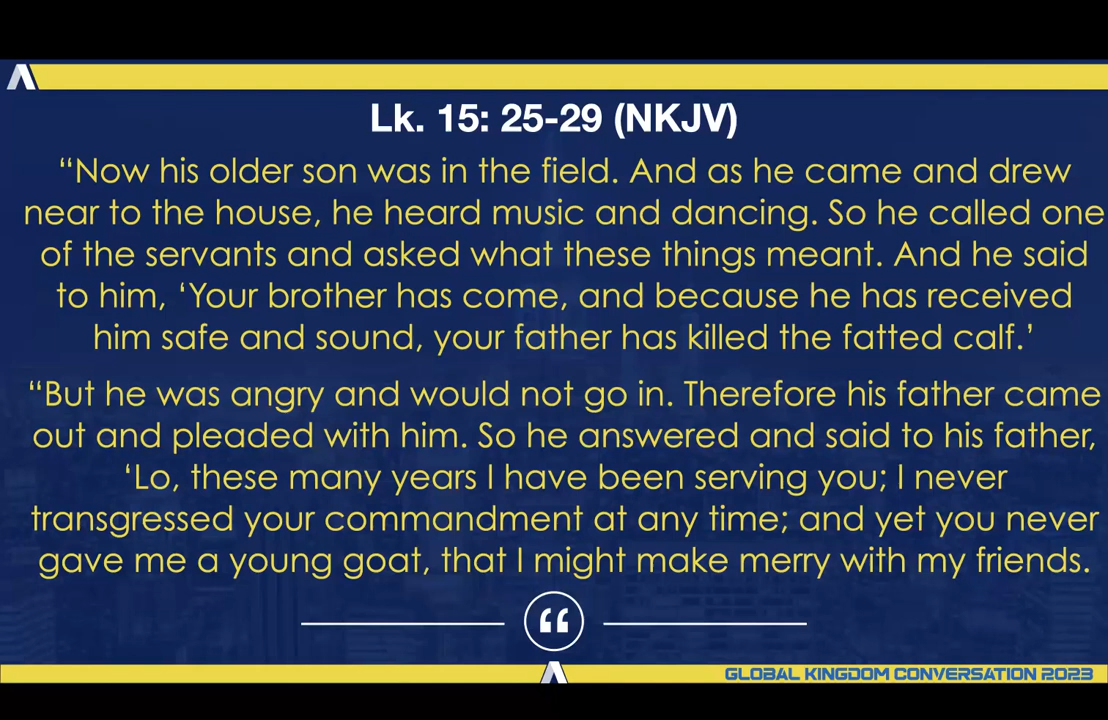 Lk. 15: 25-29 (NKJV)
“Now his older son was in the field. And as he came and drew
near to the house, he heard music and dancing. So he called one
of the servants and asked what these things meant. And he said
to him, ‘Your brother has come, and because he has received
him safe and sound, your father has killed the fatted calf.’
“But he was angry and would not go in. Therefore his father came
out and pleaded with him. So he answered and said to his father,
‘Lo, these many years I have been serving you; I never
transgressed your commandment at any time; and yet you never
gave me a young goat, that I might make merry with my friends.
GLOBAL KINGDOM CONVERSATION 2023